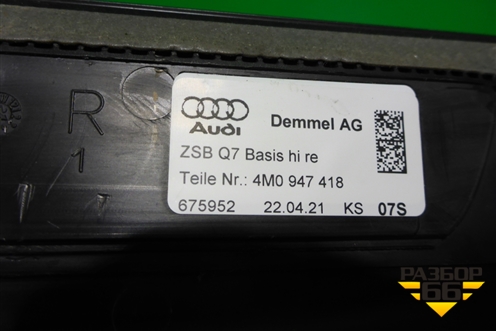 R
1
Audi
Demmel AG
ZSB Q7 Basis hi re
Teile Nr.: 4M0 947 418
675952 22.04.21 KS 07S
РАЗБОР
66